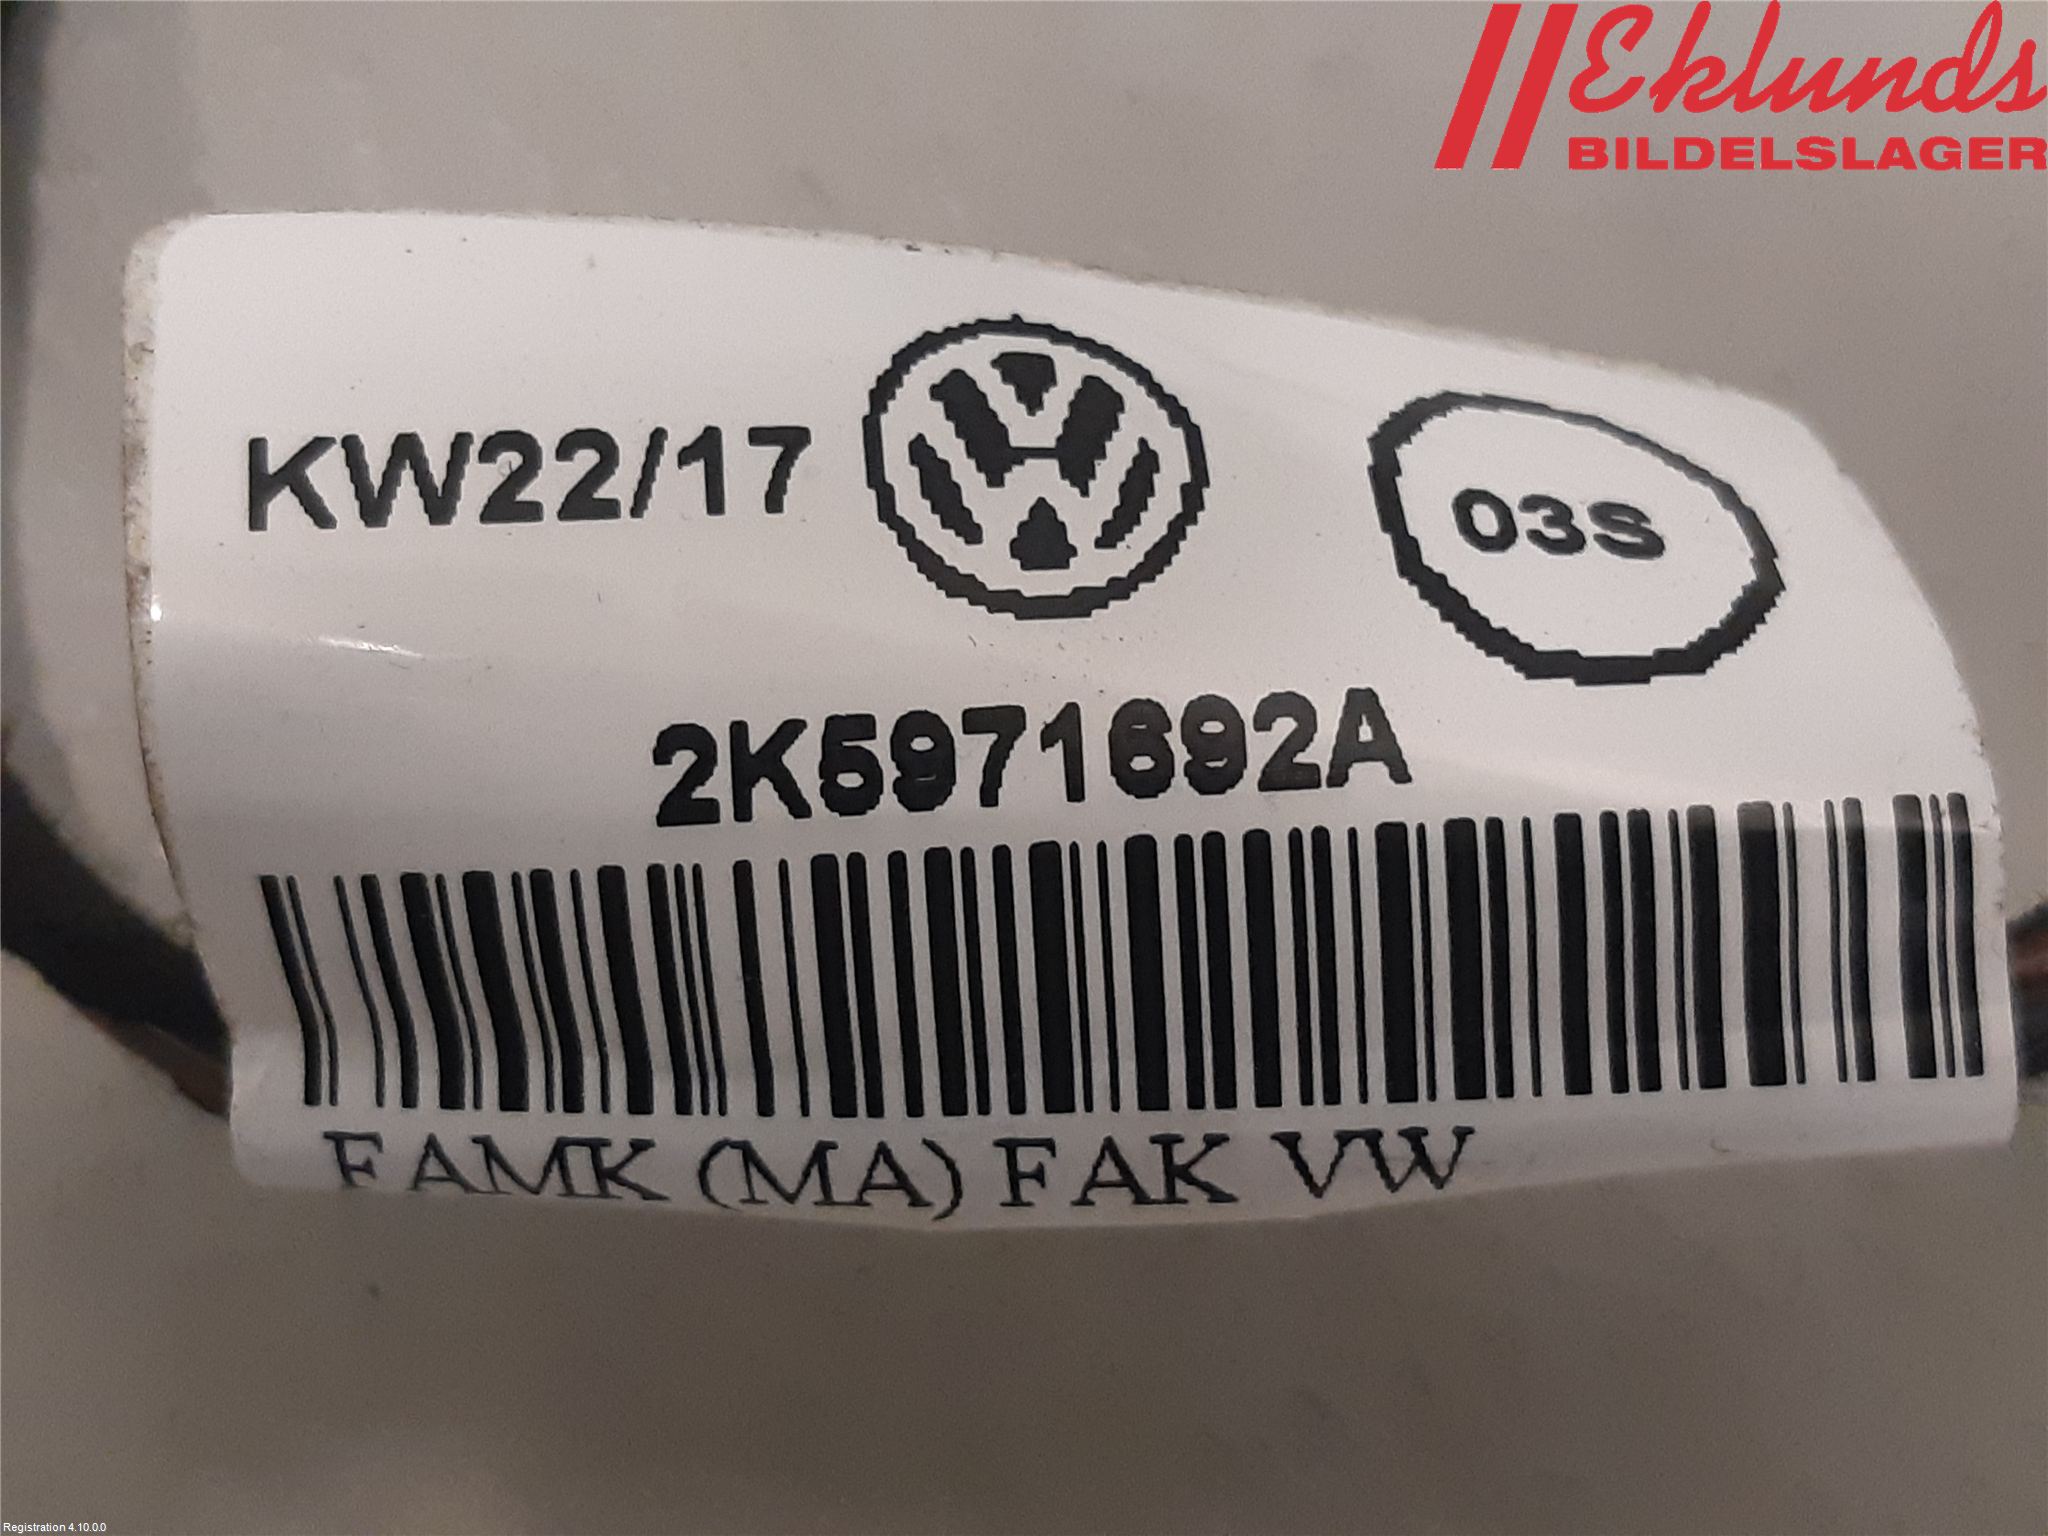 Eklunds
BILDELSLAGER
KW22/17
03S
2K5971692A
FAMK (MA) FAK VW
Registration 4.10.0.0